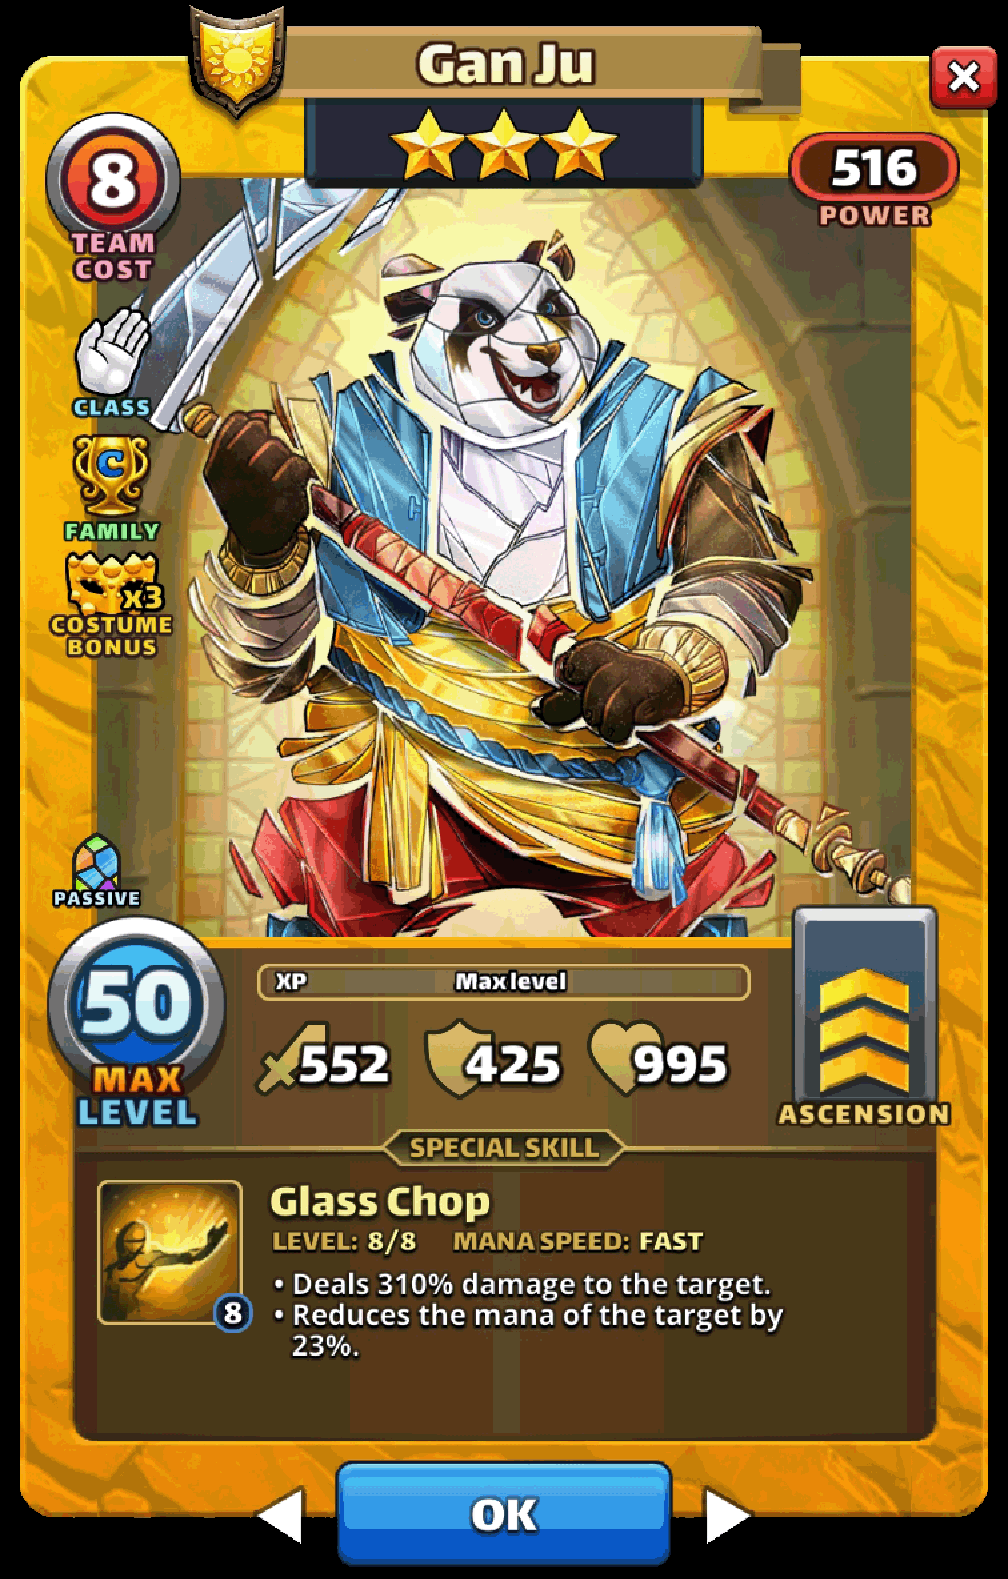 Gan Ju
8
TEAM
COST
516
POWER
CLASS
C
FAMILY
x3
COSTUME
BONUS
PASSIVE
50
MAX
LEVEL
XP Max level
552 425 995
ASCENSION
SPECIAL SKILL
Glass Chop
LEVEL: 8/8 MANA SPEED: FAST
8
• Deals 310% damage to the target.
• Reduces the mana of the target by
23%.
OK